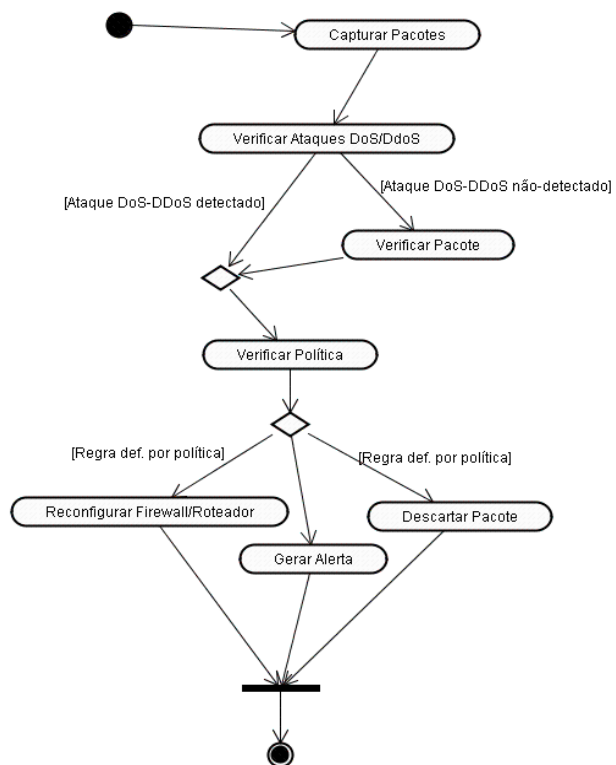 Capturar Pacotes
Verificar Ataques DoS/DdoS
[Ataque DoS-DDoS não-detectado]
[Ataque DoS-DDoS detectado]
Verificar Pacote
Verificar Política
[Regra def. por política]
[Regra def. por política]
Reconfigurar Firewall/Roteador
Descartar Pacote
Gerar Alerta